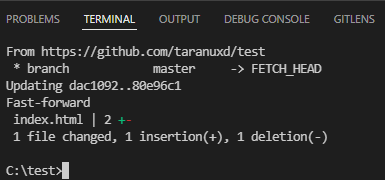 PROBLEMS TERMINAL OUTPUT DEBUG CONSOLE GITLENS
From https://github.com/taranuxd/test
 * branch            master     -> FETCH_HEAD
Updating dac1092..80e96c1
Fast-forward
 index.html | 2 +-
 1 file changed, 1 insertion(+), 1 deletion(-)
C:\test>